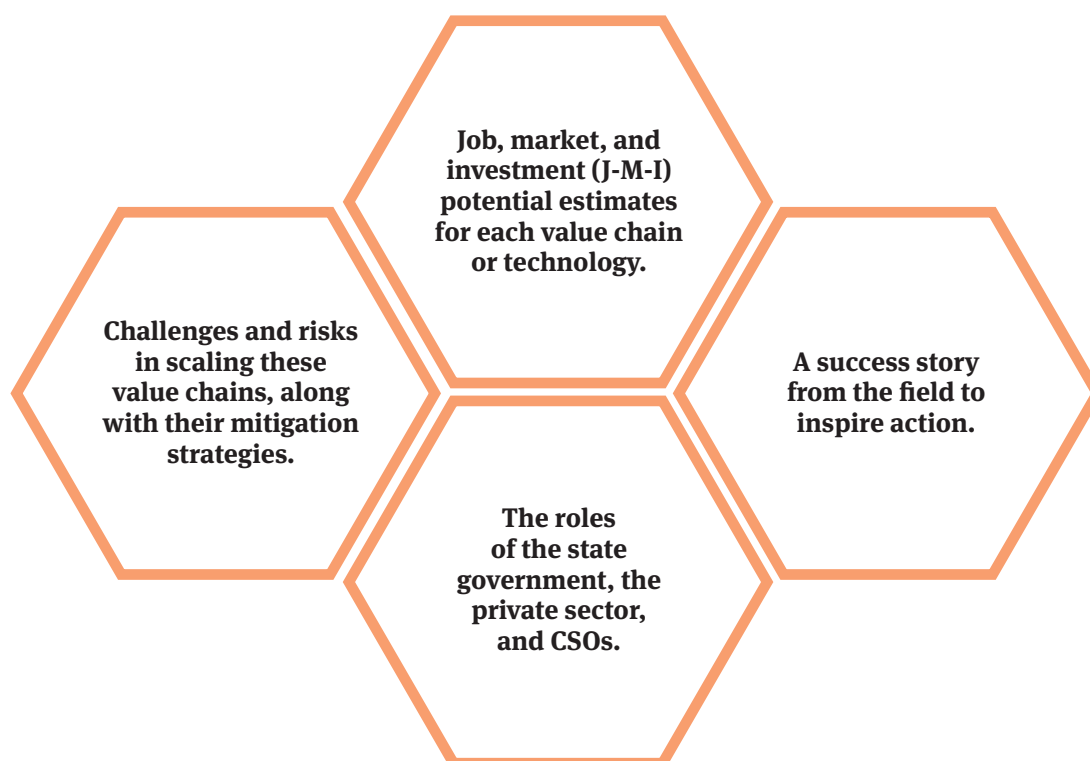 Job, market, and
investment (J-M-I)
potential estimates
for each value chain
or technology.
Challenges and risks
in scaling these
value chains, along
with their mitigation
strategies.
A success story
from the field to
inspire action.
The roles
of the state
government, the
private sector,
and CSOs.